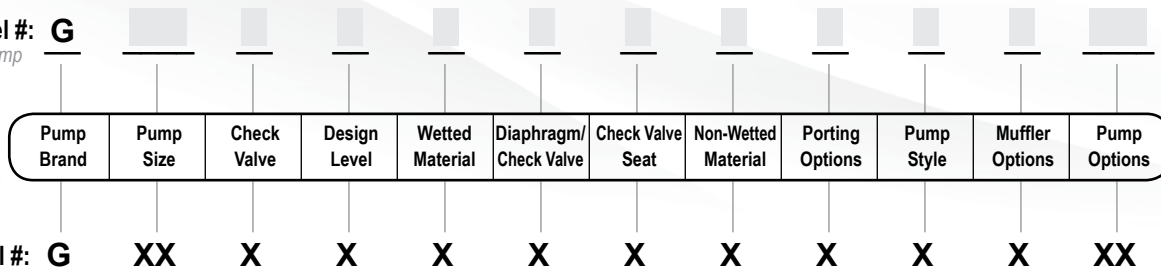 el #: G
mp
Pump Brand
Pump Size
Check Valve
Design Level
Wetted Material
Diaphragm/ Check Valve
Check Valve Seat
Non-Wetted Material
Porting Options
Pump Style
Muffler Options
Pump Options
l #: G XX X X X X X X X X X XX